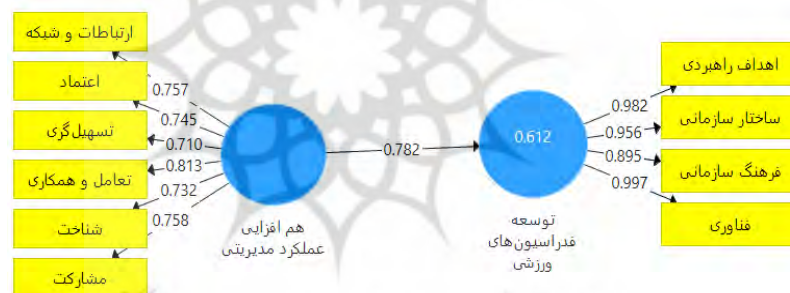 ارتباطات و شبکه
اعتماد
تسهیل‌گری
تعامل و همکاری
شناخت
مشارکت
0.757
0.745
0.710
0.813
0.732
0.758
هم افزایی
عملکرد مدیریتی
0.782
0.612
توسعه
فدراسیون‌های
ورزشی
0.982
0.956
0.895
0.997
اهداف راهبردی
ساختار سازمانی
فرهنگ سازمانی
فناوری